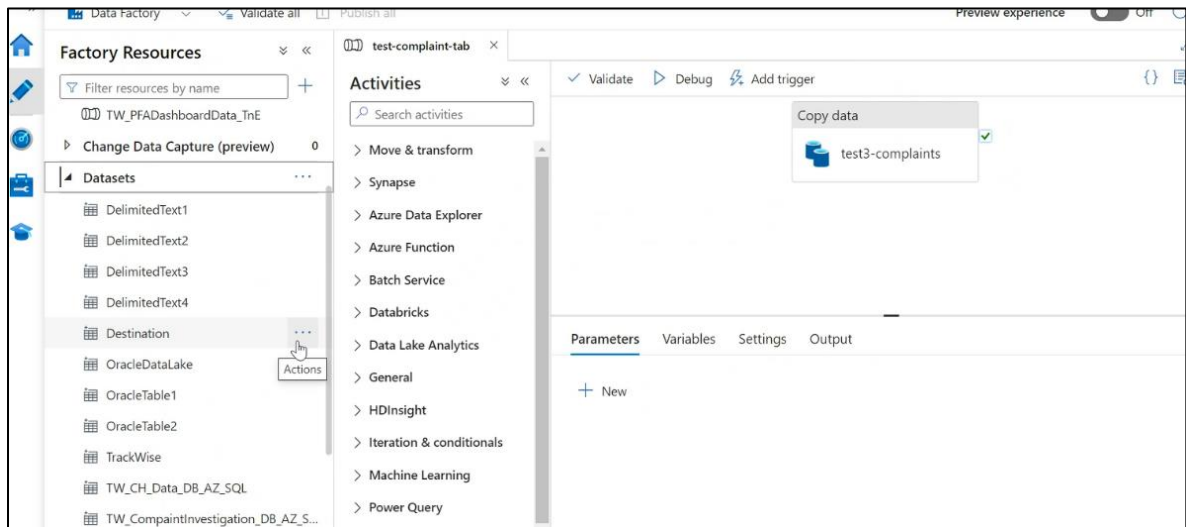 Data Factory
Validate all
Publish all
Preview experience
Off
Factory Resources
Filter resources by name
TW_PFADashboardData_TnE
Change Data Capture (preview) 0
Datasets
DelimitedText1
DelimitedText2
DelimitedText3
DelimitedText4
Destination
Actions
OracleDataLake
OracleTable1
OracleTable2
TrackWise
TW_CH_Data_DB_AZ_SQL
TW_CompaintInvestigation_DB_AZ_S...
test-complaint-tab
Activities
Search activities
Move & transform
Synapse
Azure Data Explorer
Azure Function
Batch Service
Databricks
Data Lake Analytics
General
HDInsight
Iteration & conditionals
Machine Learning
Power Query
Validate Debug Add trigger
Copy data
test3-complaints
Parameters Variables Settings Output
New